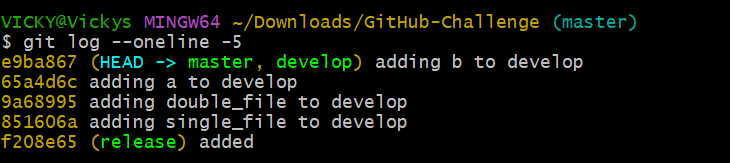 VICKY@Vickys MINGW64 ~/Downloads/GitHub-Challenge (master)
$ git log --oneline -5
e9ba867 (HEAD -> master, develop) adding b to develop
65a4d6c adding a to develop
9a68995 adding double_file to develop
851606a adding single_file to develop
f208e65 (release) added